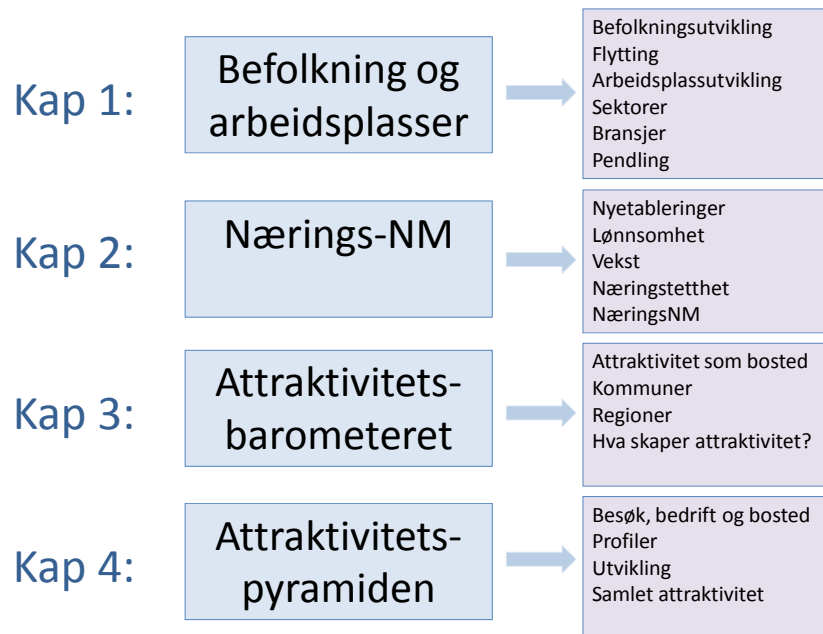 Kap 1:
Befolkning og
arbeidsplasser
Befolkningsutvikling
Flytting
Arbeidsplassutvikling
Sektorer
Bransjer
Pendling
Kap 2:
Nærings-NM
Nyetableringer
Lønnsomhet
Vekst
Næringstetthet
NæringsNM
Kap 3:
Attraktivitets-
barometeret
Attraktivitet som bosted
Kommuner
Regioner
Hva skaper attraktivitet?
Kap 4:
Attraktivitets-
pyramiden
Besøk, bedrift og bosted
Profiler
Utvikling
Samlet attraktivitet